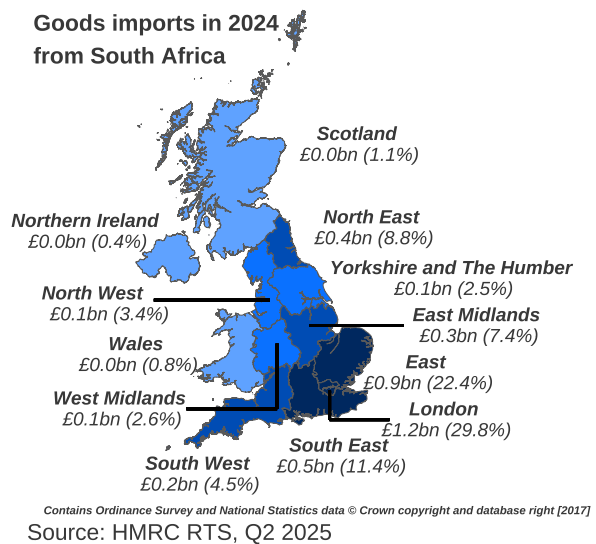 Goods imports in 2024
from South Africa
Scotland
£0.0bn (1.1%)
Northern Ireland
£0.0bn (0.4%)
North East
£0.4bn (8.8%)
Yorkshire and The Humber
£0.1bn (2.5%)
North West
£0.1bn (3.4%)
East Midlands
£0.3bn (7.4%)
Wales
£0.0bn (0.8%)
East
£0.9bn (22.4%)
West Midlands
£0.1bn (2.6%)
London
£1.2bn (29.8%)
South East
£0.5bn (11.4%)
South West
£0.2bn (4.5%)
Contains Ordinance Survey and National Statistics data © Crown copyright and database right [2017]
Source: HMRC RTS, Q2 2025